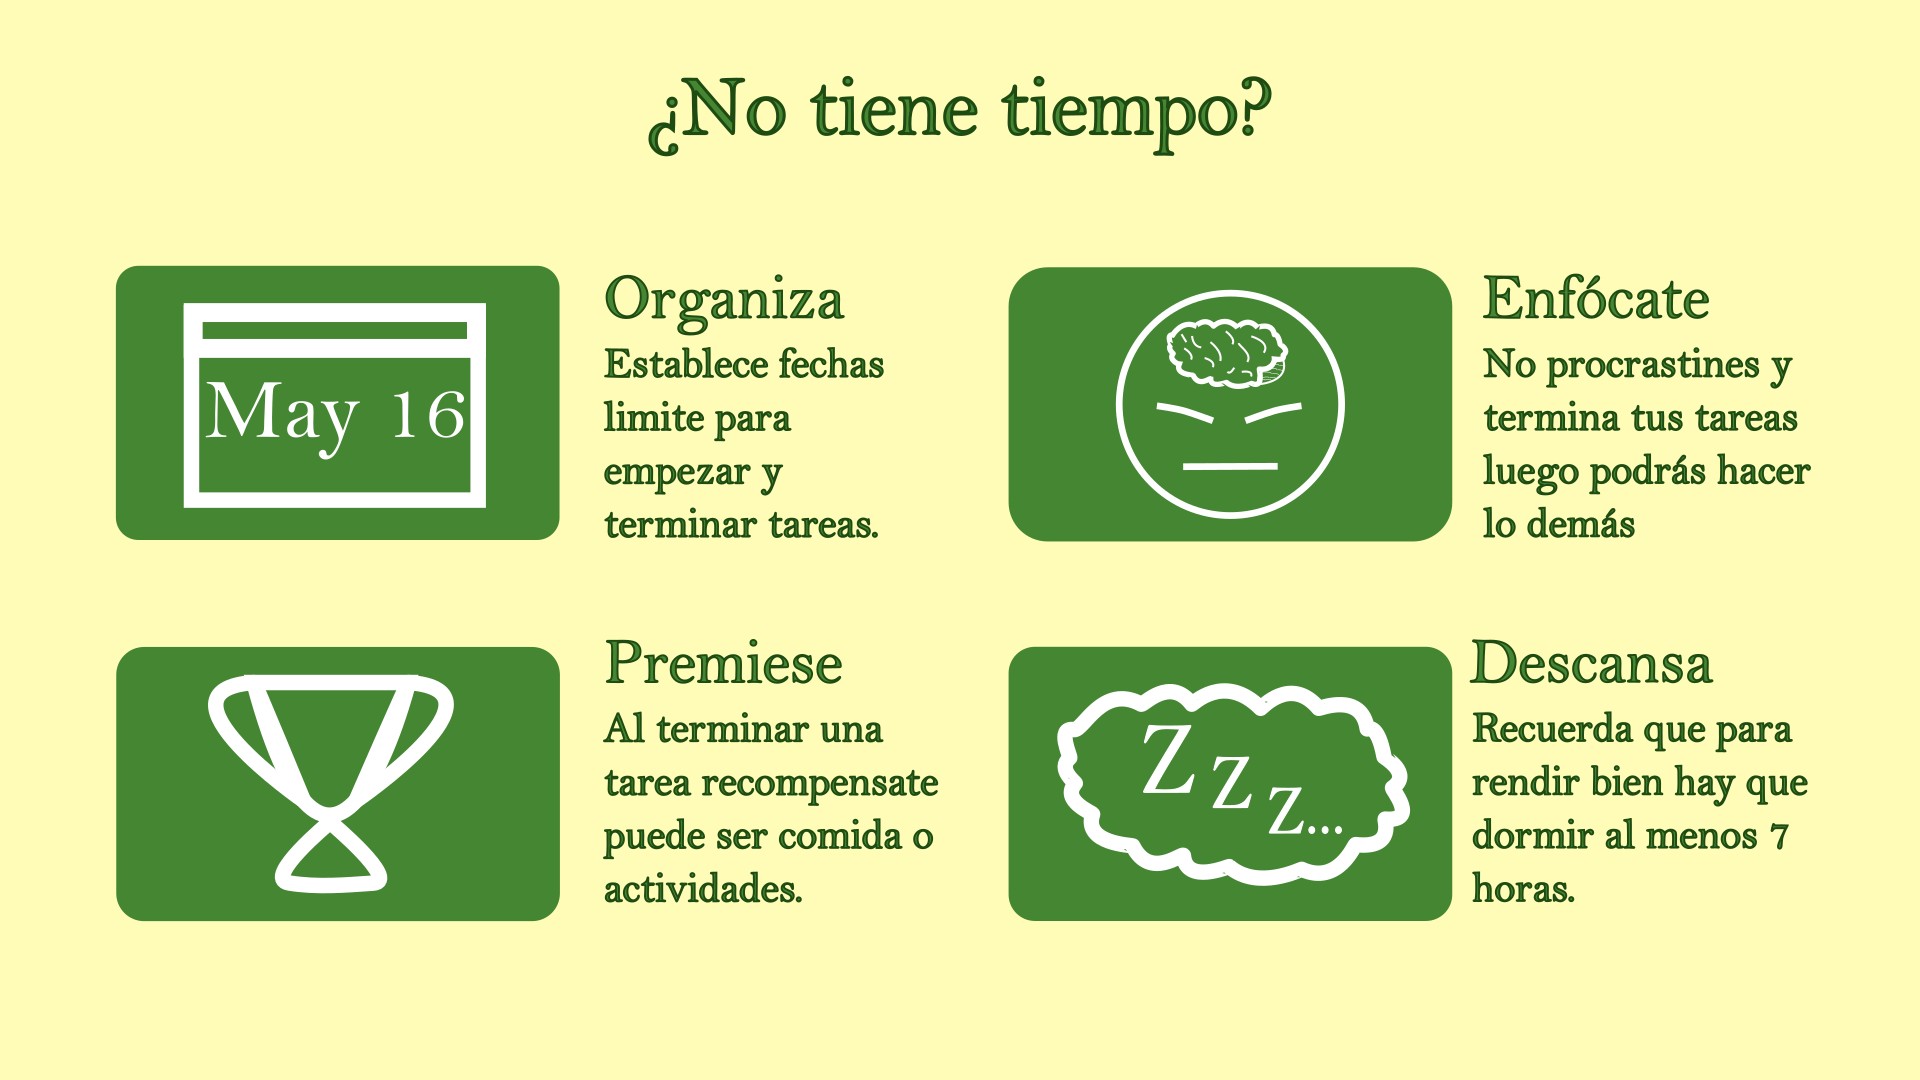 ¿No tiene tiempo?
May 16
Organiza
Establece fechas
limite para
empezar y
terminar tareas.
Enfócate
No procrastines y
termina tus tareas
luego podrás hacer
lo demás
Premiese
Al terminar una
tarea recompensate
puede ser comida o
actividades.
Z Z Z...
Descansa
Recuerda que para
rendir bien hay que
dormir al menos 7
horas.